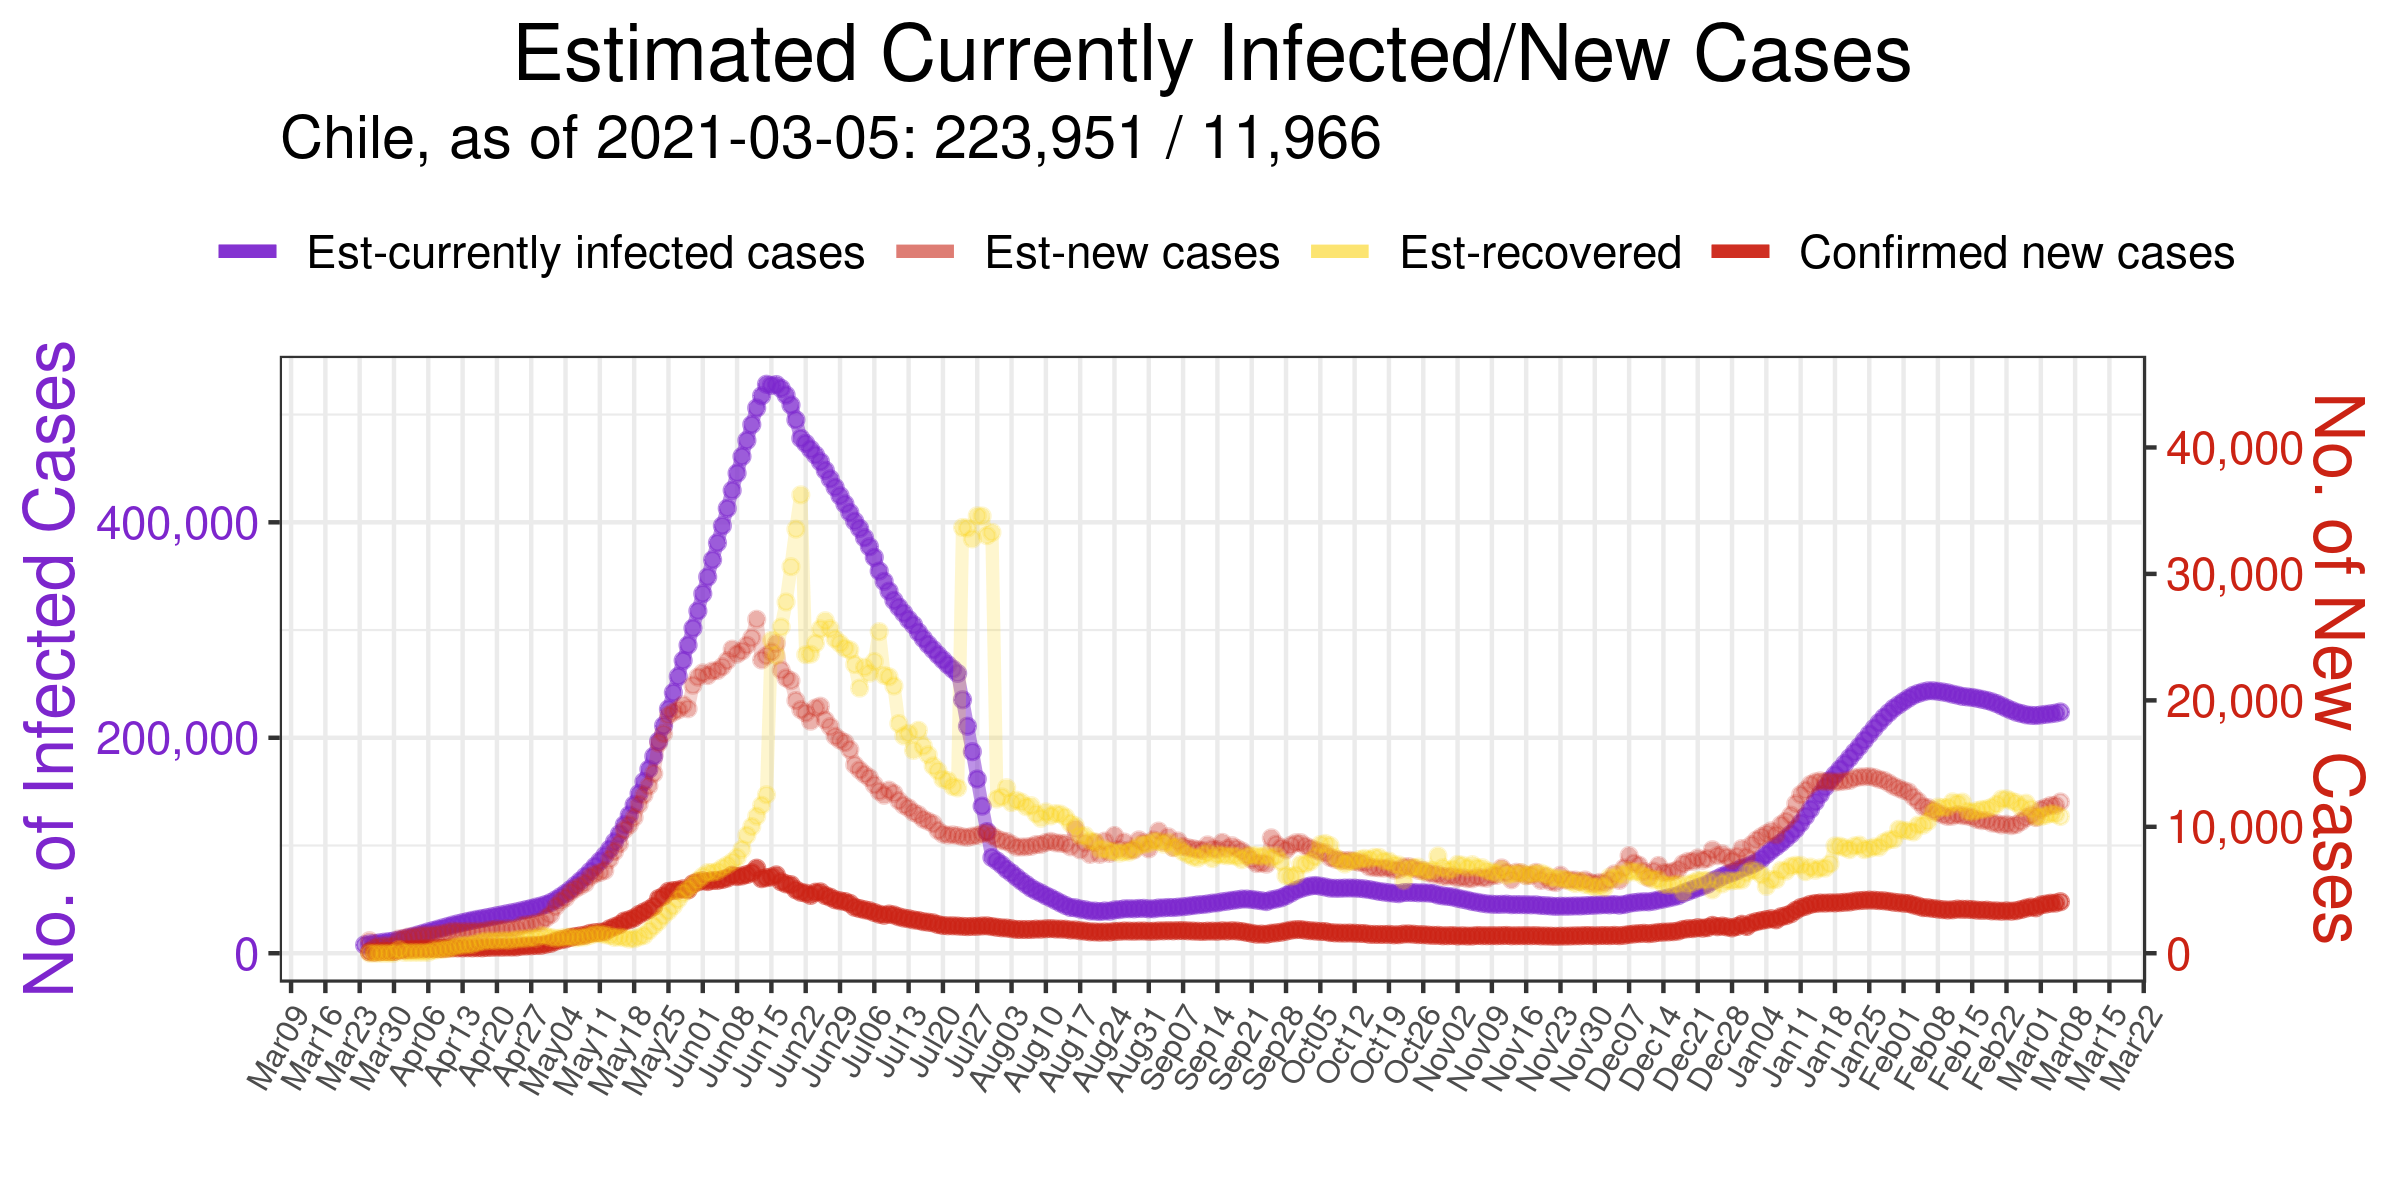 Estimated Currently Infected/New Cases
Chile, as of 2021-03-05: 223,951 / 11,966
Est-currently infected cases Est-new cases Est-recovered Confirmed new cases
No. of Infected Cases
400,000
200,000
0
40,000
30,000
20,000
10,000
0
No. of New Cases
Mar09 Mar16 Mar23 Mar30 Apr06 Apr13 Apr20 Apr27 May04 May11 May18 May25 Jun01 Jun08 Jun15 Jun22 Jun29 Jul06 Jul13 Jul20 Jul27 Aug03 Aug10 Aug17 Aug24 Aug31 Sep07 Sep14 Sep21 Sep28 Oct05 Oct12 Oct19 Oct26 Nov02 Nov09 Nov16 Nov23 Nov30 Dec07 Dec14 Dec21 Dec28 Jan04 Jan11 Jan18 Jan25 Feb01 Feb08 Feb15 Feb22 Mar01 Mar08 Mar15 Mar22